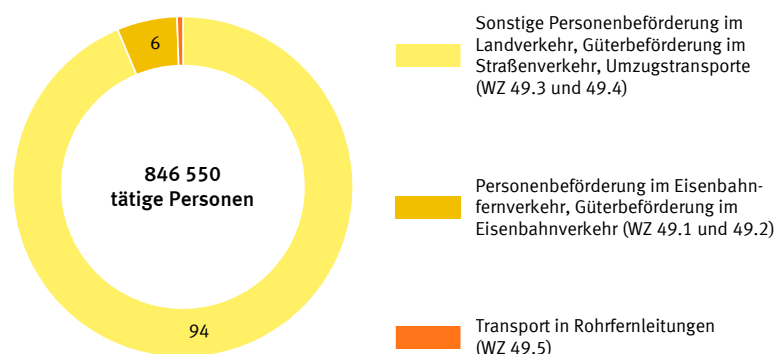 6
94
846 550
tätige Personen
Sonstige Personenbeförderung im
Landverkehr, Güterbeförderung im
Straßenverkehr, Umzugstransporte
(WZ 49.3 und 49.4)
Personenbeförderung im Eisenbahn-
fernverkehr, Güterbeförderung im
Eisenbahnverkehr (WZ 49.1 und 49.2)
Transport in Rohrfernleitungen
(WZ 49.5)